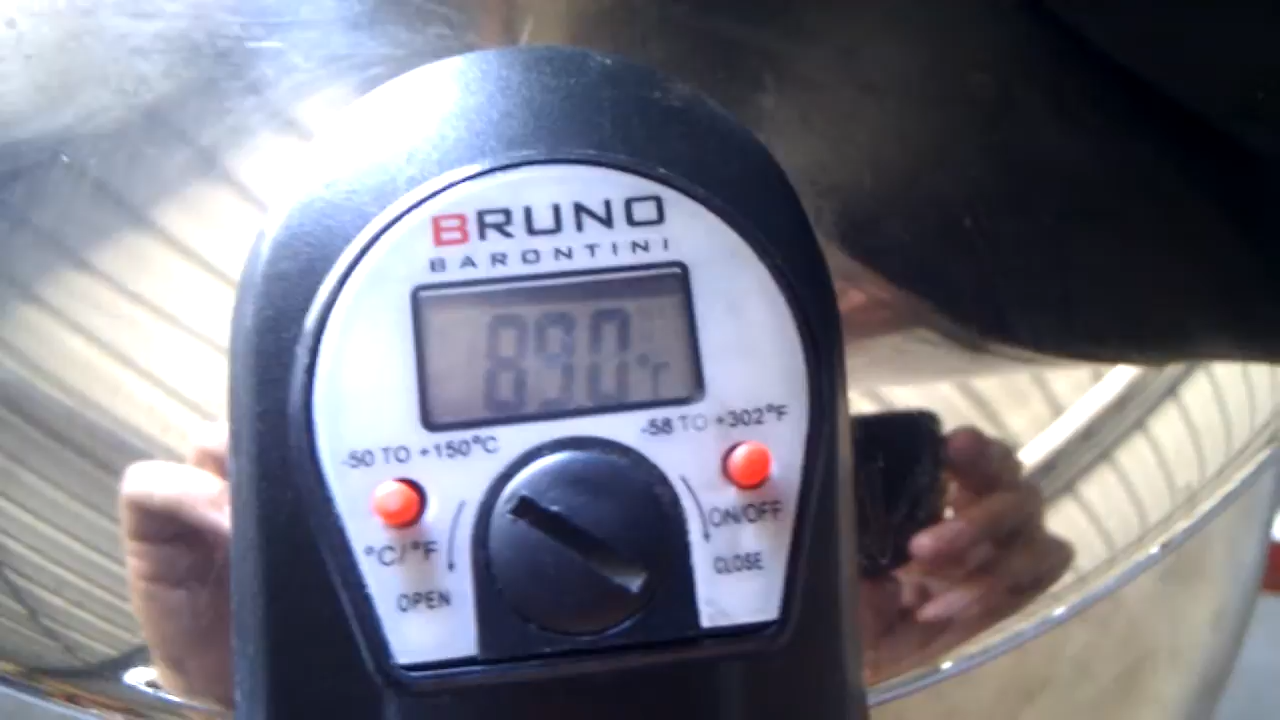 BRUNO
BARONTINI
89.0°F
-50 TO +150°C
-58 TO +302°F
°C/°F
ON/OFF
OPEN
CLOSE